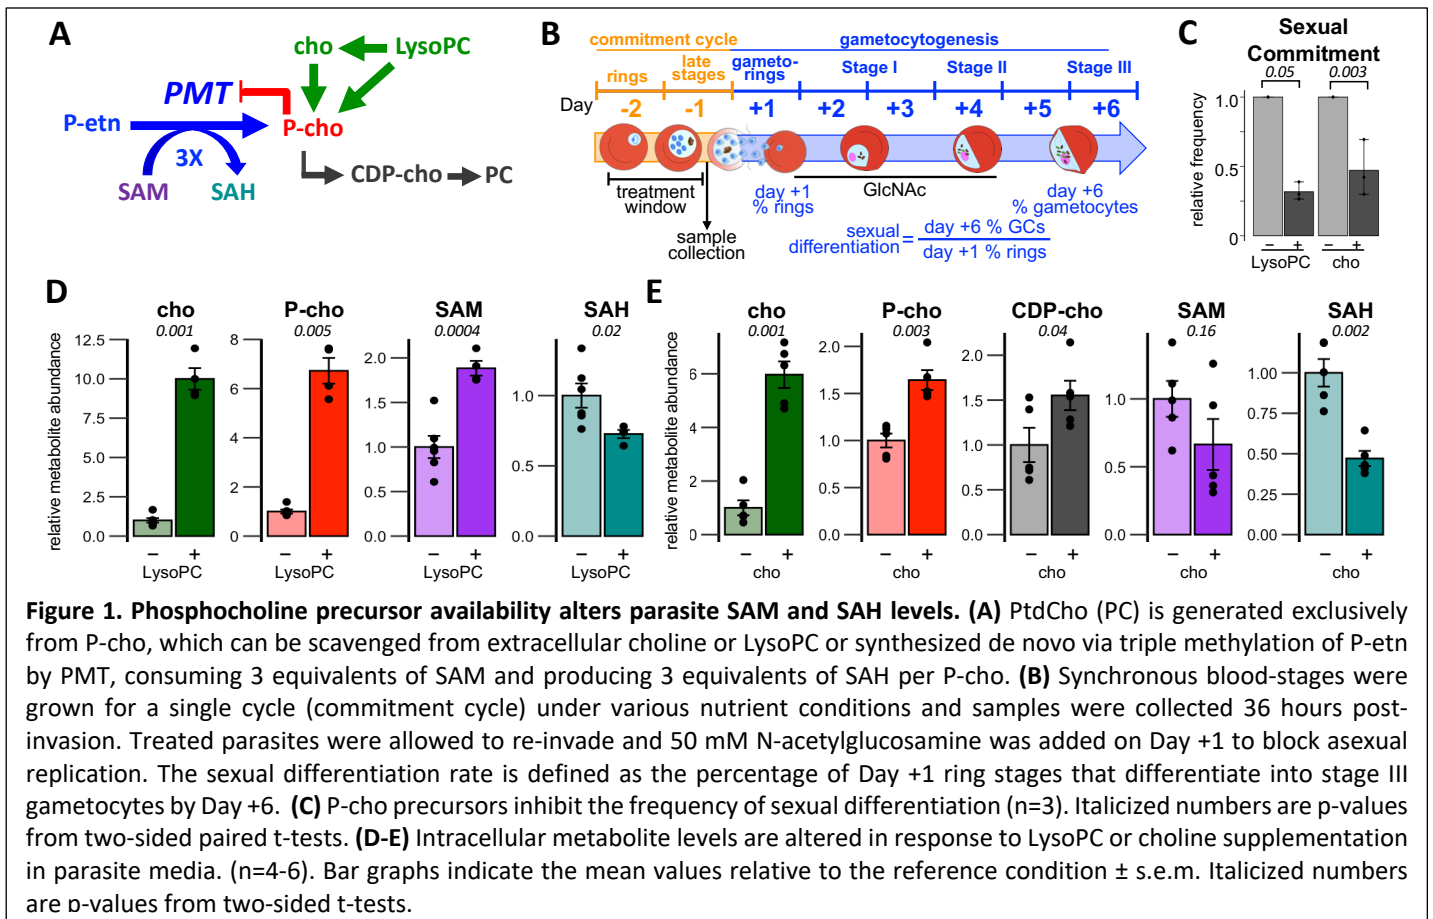 A
cho
LysoPC
PMT
P-etn
P-cho
3X
SAM
SAH
CDP-cho
PC
B
commitment cycle
gametocytogenesis
rings
late stages
gameto-rings
Stage I
Stage II
Stage III
Day
-2
-1
+1
+2
+3
+4
+5
+6
treatment window
sample collection
day +1 % rings
GlcNAc
day +6 % gametocytes
sexual differentiation = day +6 % GCs / day +1 % rings
C
Sexual Commitment
0.05
0.003
relative frequency
1.0
0.5
0
− + − +
LysoPC
cho
D
cho
0.001
P-cho
0.005
SAM
0.0004
SAH
0.02
relative metabolite abundance
12.5
10.0
7.5
5.0
2.5
0.0
8
6
4
2
0
2.0
1.5
1.0
0.5
0.0
1.0
0.5
0.0
− + − + − + − +
LysoPC
LysoPC
LysoPC
LysoPC
E
cho
0.001
P-cho
0.003
CDP-cho
0.04
SAM
0.16
SAH
0.002
relative metabolite abundance
6
4
2
0
2.0
1.5
1.0
0.5
0.0
2.0
1.5
1.0
0.5
0.0
1.0
0.5
0.0
1.00
0.75
0.50
0.25
0.00
− + − + − + − + − +
cho
cho
cho
cho
cho
Figure 1. Phosphocholine precursor availability alters parasite SAM and SAH levels. (A) PtdCho (PC) is generated exclusively
from P-cho, which can be scavenged from extracellular choline or LysoPC or synthesized de novo via triple methylation of P-etn
by PMT, consuming 3 equivalents of SAM and producing 3 equivalents of SAH per P-cho. (B) Synchronous blood-stages were
grown for a single cycle (commitment cycle) under various nutrient conditions and samples were collected 36 hours post-
invasion. Treated parasites were allowed to re-invade and 50 mM N-acetylglucosamine was added on Day +1 to block asexual
replication. The sexual differentiation rate is defined as the percentage of Day +1 ring stages that differentiate into stage III
gametocytes by Day +6. (C) P-cho precursors inhibit the frequency of sexual differentiation (n=3). Italicized numbers are p-values
from two-sided paired t-tests. (D-E) Intracellular metabolite levels are altered in response to LysoPC or choline supplementation
in parasite media. (n=4-6). Bar graphs indicate the mean values relative to the reference condition ± s.e.m. Italicized numbers
are p-values from two-sided t-tests.